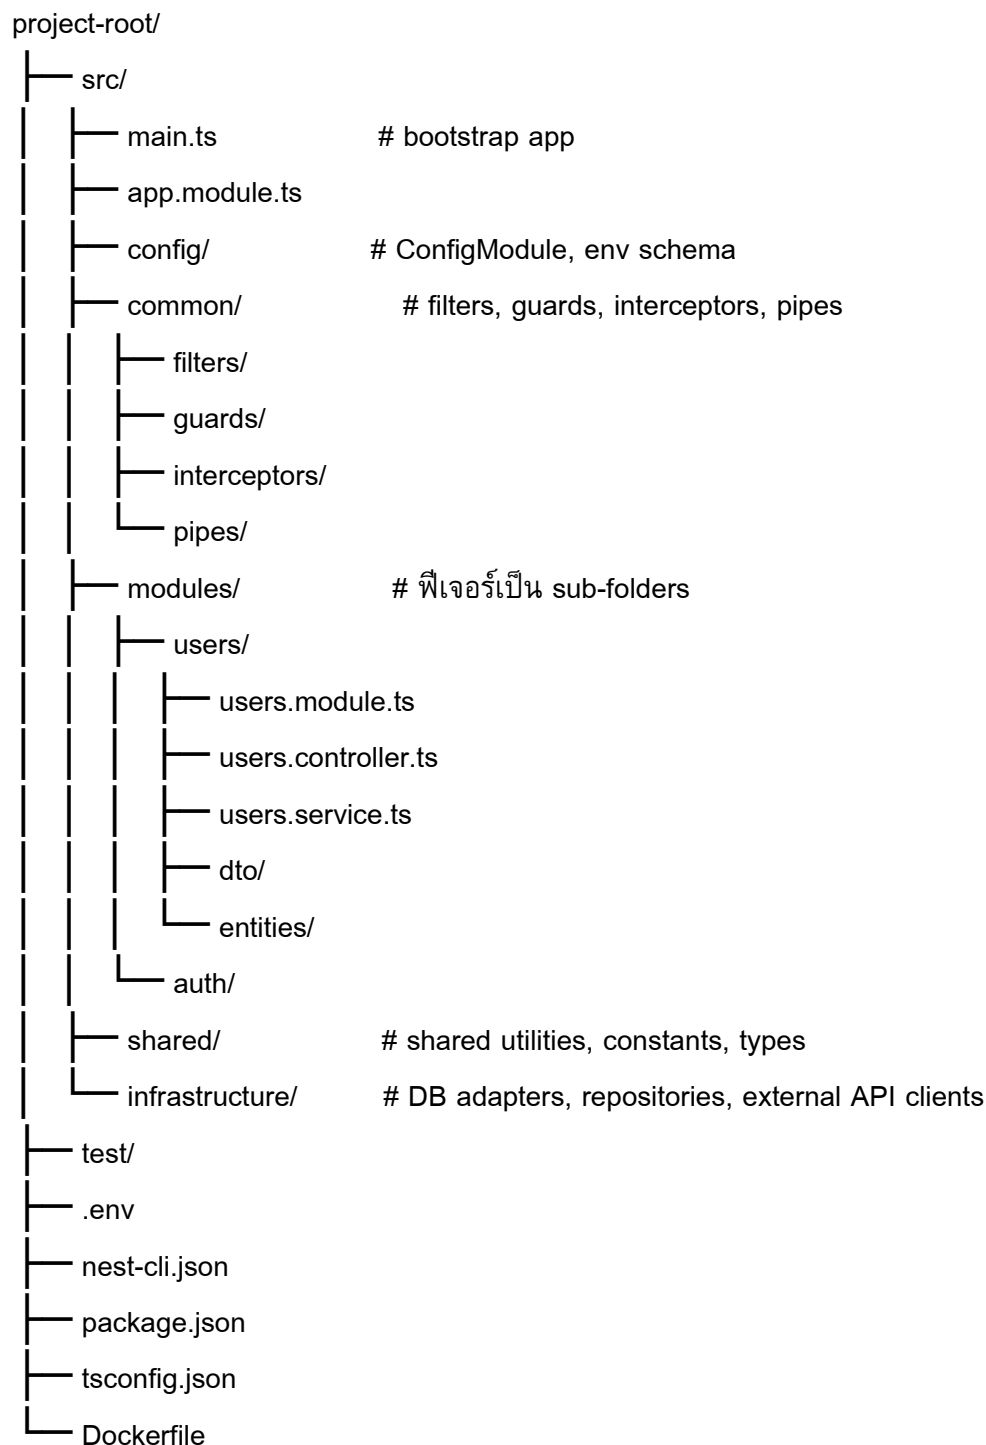 project-root/
├── src/
│   ├── main.ts                 # bootstrap app
│   ├── app.module.ts
│   ├── config/                 # ConfigModule, env schema
│   ├── common/                 # filters, guards, interceptors, pipes
│   │   ├── filters/
│   │   ├── guards/
│   │   ├── interceptors/
│   │   └── pipes/
│   ├── modules/                # ฟีเจอร์เป็น sub-folders
│   │   ├── users/
│   │   │   ├── users.module.ts
│   │   │   ├── users.controller.ts
│   │   │   ├── users.service.ts
│   │   │   ├── dto/
│   │   │   └── entities/
│   │   └── auth/
│   ├── shared/                 # shared utilities, constants, types
│   └── infrastructure/         # DB adapters, repositories, external API clients
├── test/
├── .env
├── nest-cli.json
├── package.json
├── tsconfig.json
└── Dockerfile